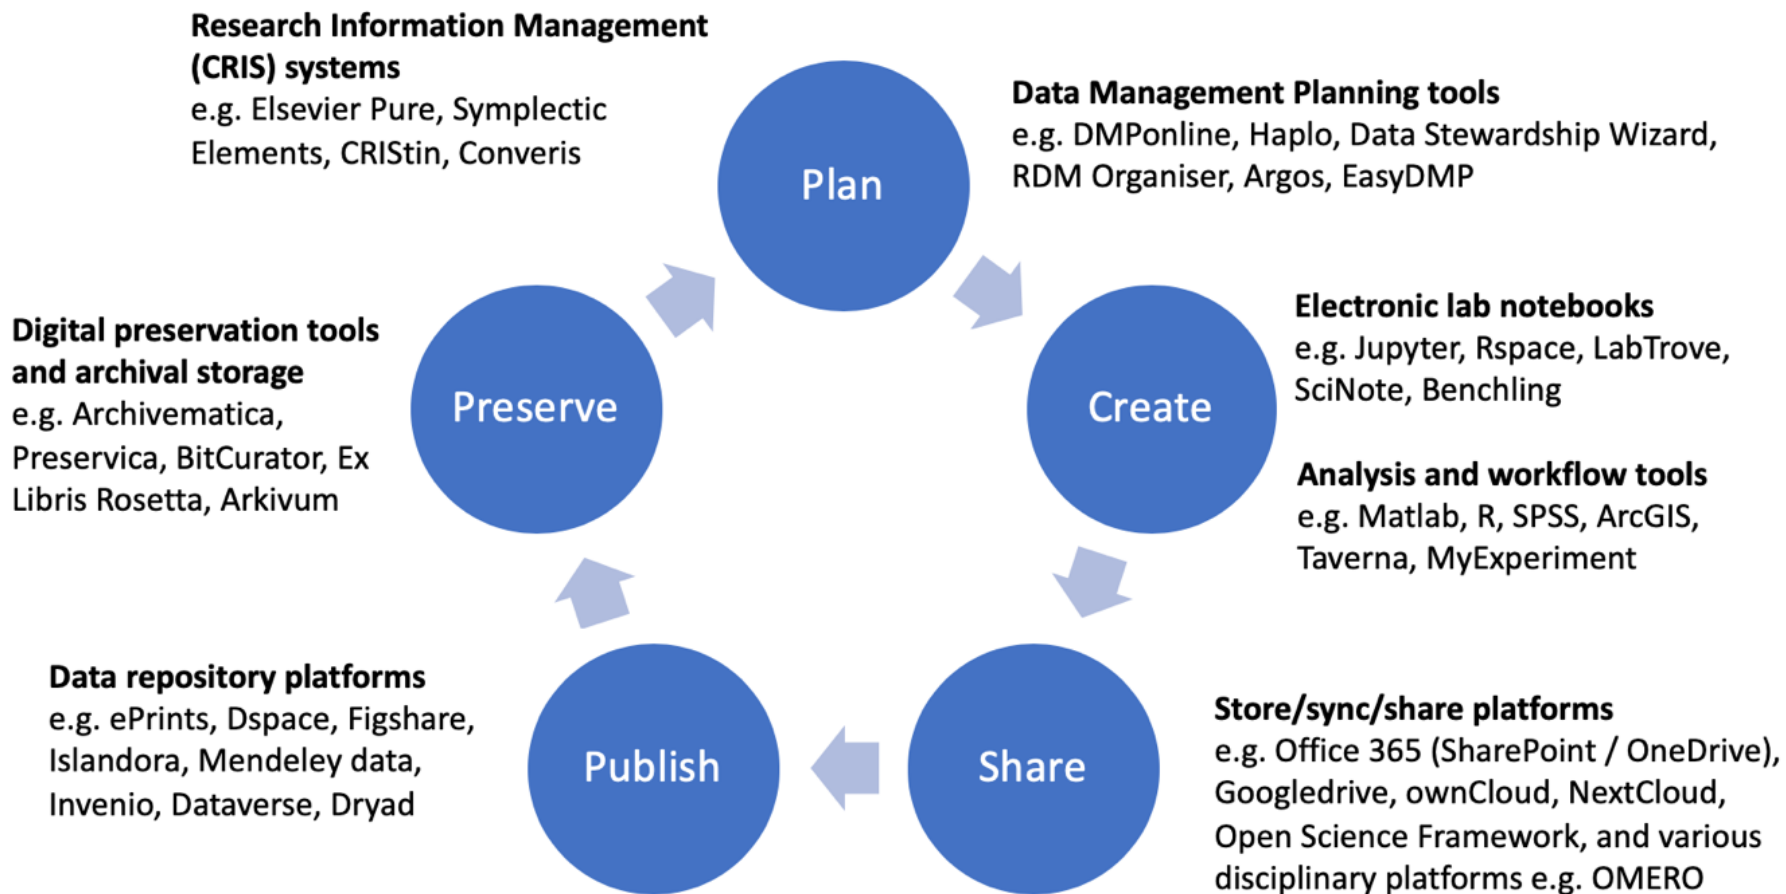 Research Information Management
(CRIS) systems
e.g. Elsevier Pure, Symplectic
Elements, CRIStin, Converis
Plan
Data Management Planning tools
e.g. DMPonline, Haplo, Data Stewardship Wizard,
RDM Organiser, Argos, EasyDMP
Create
Electronic lab notebooks
e.g. Jupyter, Rspace, LabTrove,
SciNote, Benchling
Analysis and workflow tools
e.g. Matlab, R, SPSS, ArcGIS,
Taverna, MyExperiment
Share
Store/sync/share platforms
e.g. Office 365 (SharePoint / OneDrive),
Googledrive, ownCloud, NextCloud,
Open Science Framework, and various
disciplinary platforms e.g. OMERO
Publish
Data repository platforms
e.g. ePrints, Dspace, Figshare,
Islandora, Mendeley data,
Invenio, Dataverse, Dryad
Preserve
Digital preservation tools
and archival storage
e.g. Archivematica,
Preservica, BitCurator, Ex
Libris Rosetta, Arkivum